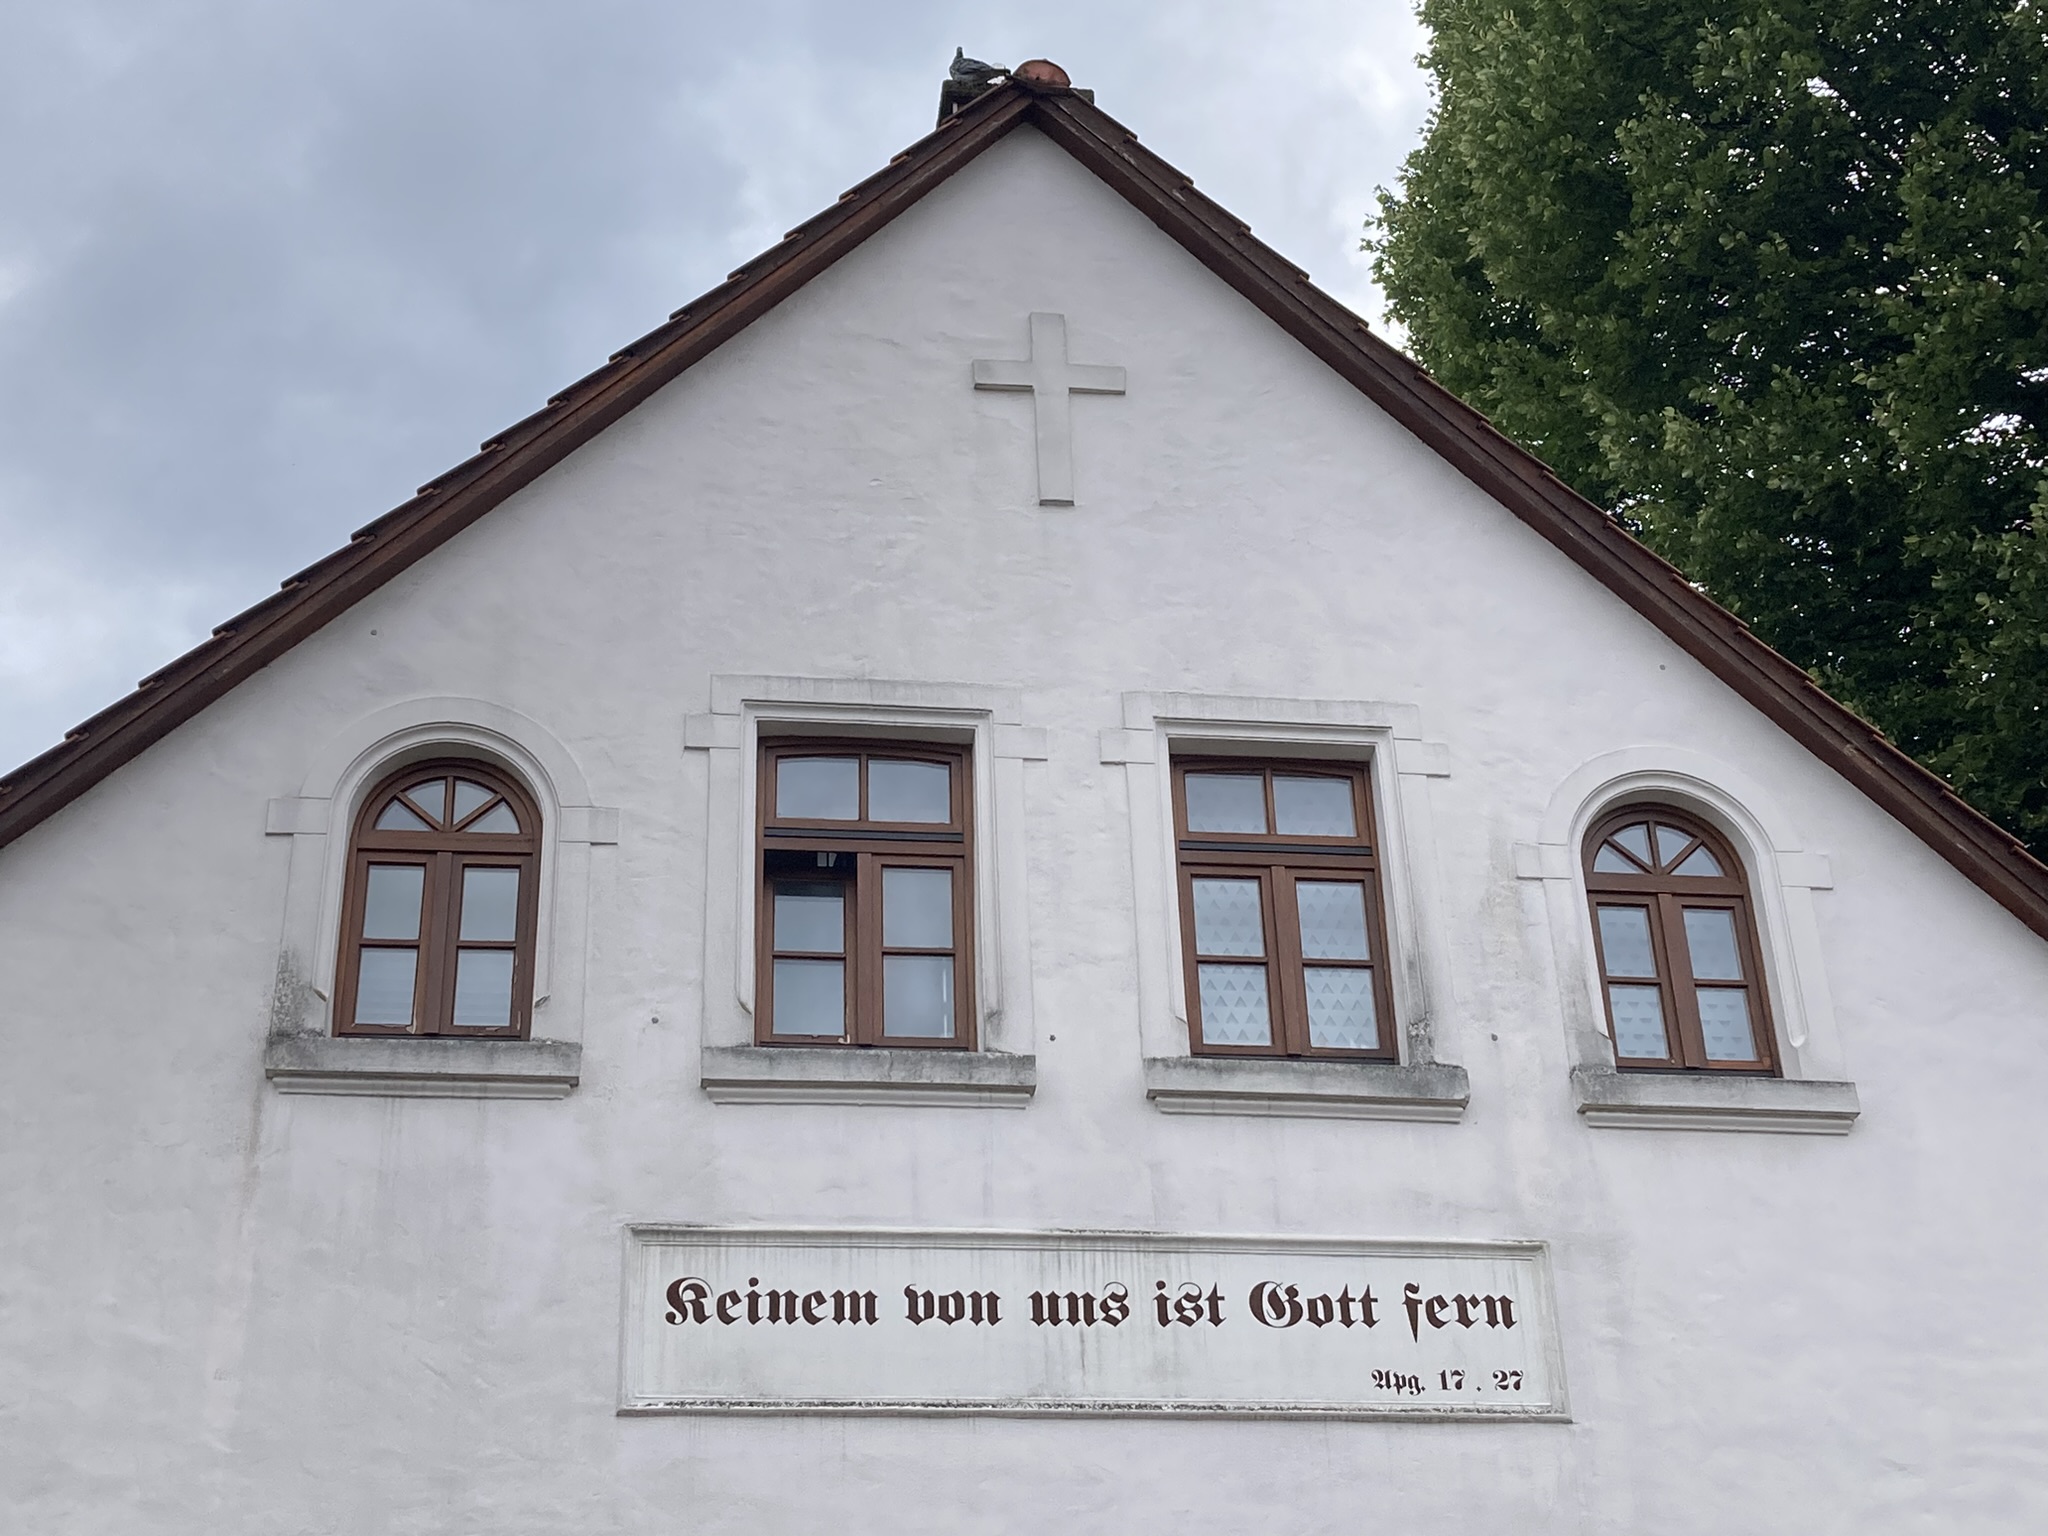 Keinem von uns ist Gott fern
Apg. 17 . 27